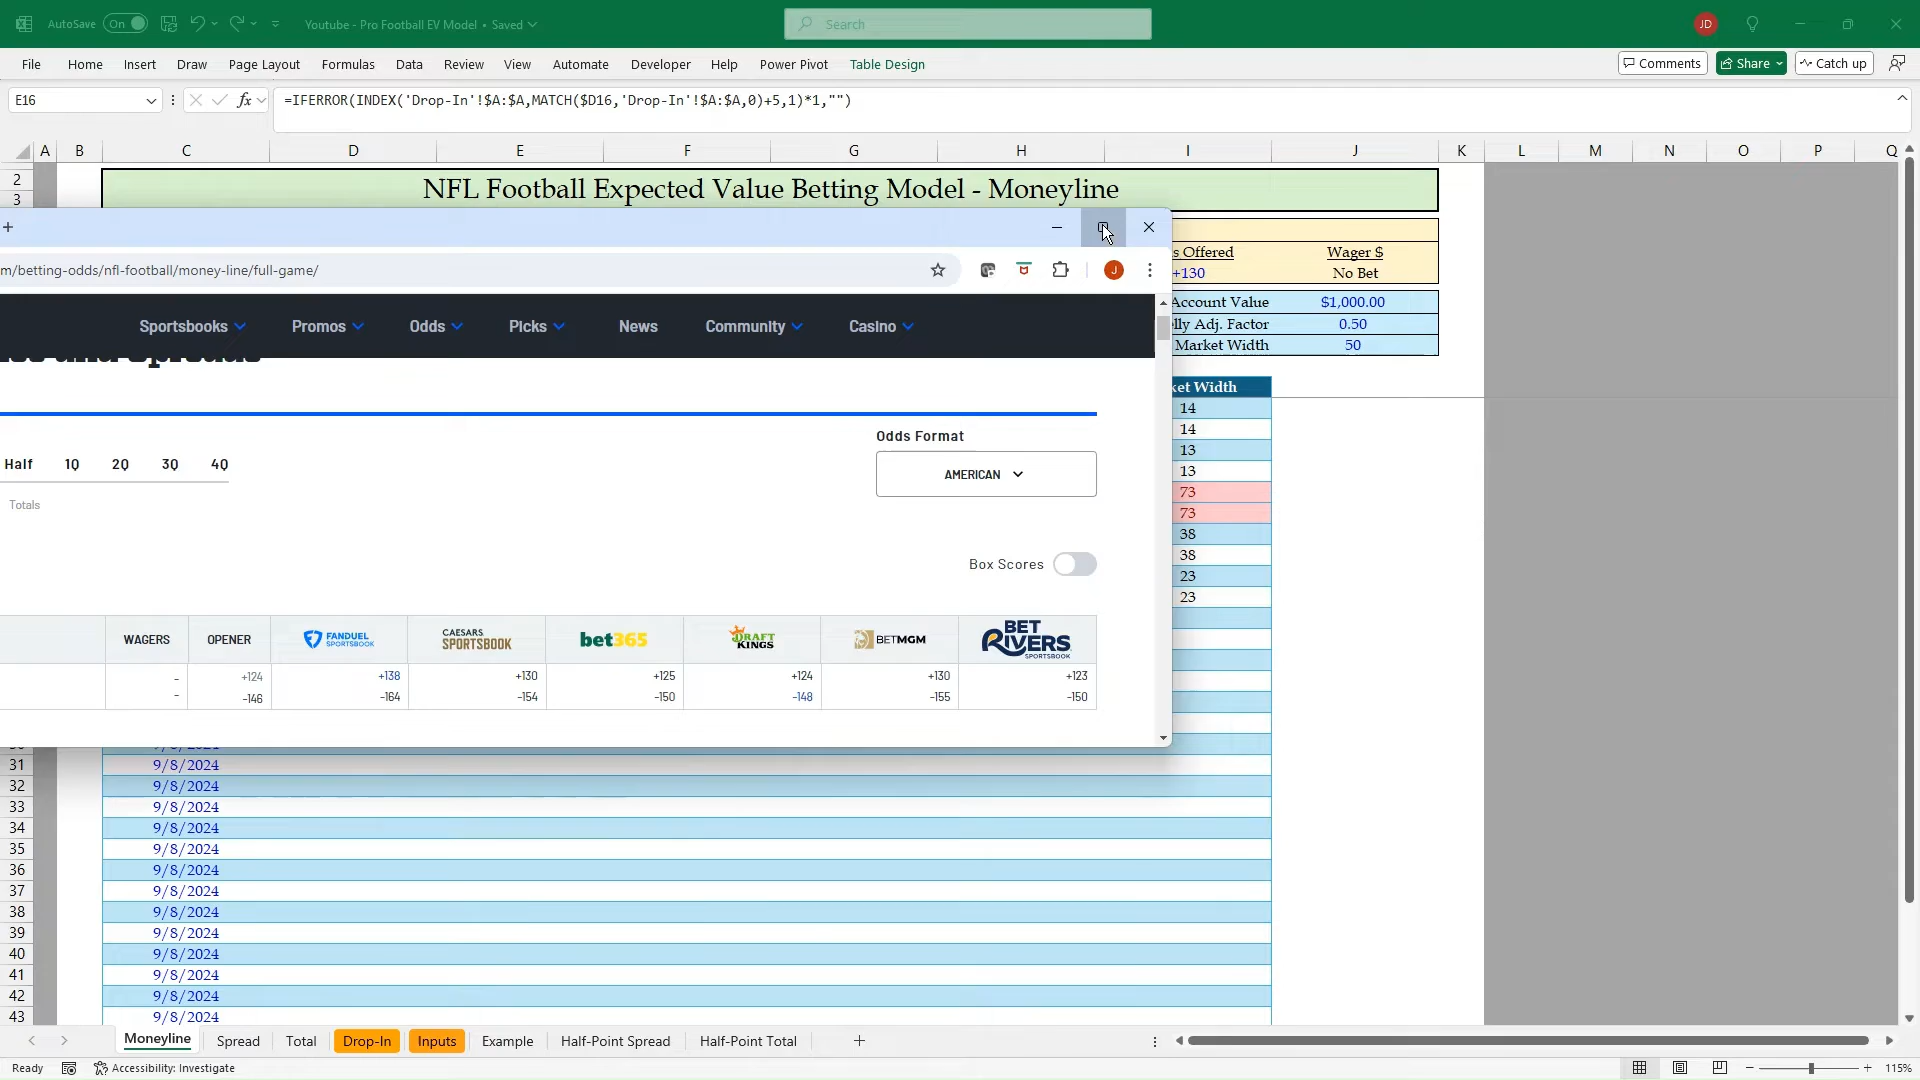 AutoSave On Youtube - Pro Football EV Model • Saved Search JD
File Home Insert Draw Page Layout Formulas Data Review View Automate Developer Help Power Pivot Table Design Comments Share Catch up
E16 fx =IFERROR(INDEX('Drop-In'!$A:$A,MATCH($D16,'Drop-In'!$A:$A,0)+5,1)*1,"")
A B C D E F G H I J K L M N O P Q
2
NFL Football Expected Value Betting Model - Moneyline
3
s Offered Wager $
+130 No Bet
Account Value $1,000.00
lly Adj. Factor 0.50
Market Width 50
m/betting-odds/nfl-football/money-line/full-game/ J
Sportsbooks Promos Odds Picks News Community Casino
Odds Format
AMERICAN
Half 1Q 2Q 3Q 4Q
Totals
Box Scores
WAGERS OPENER FANDUEL SPORTSBOOK CAESARS SPORTSBOOK bet365 DRAFT KINGS BETMGM BET RIVERS SPORTSBOOK
- +124 +138 +130 +125 +124 +130 +123
- -146 -164 -154 -150 -148 -155 -150
ket Width
14
14
13
13
73
73
38
38
23
23
31 9/8/2024
32 9/8/2024
33 9/8/2024
34 9/8/2024
35 9/8/2024
36 9/8/2024
37 9/8/2024
38 9/8/2024
39 9/8/2024
40 9/8/2024
41 9/8/2024
42 9/8/2024
43 9/8/2024
Moneyline Spread Total Drop-In Inputs Example Half-Point Spread Half-Point Total
Ready Accessibility: Investigate 115%